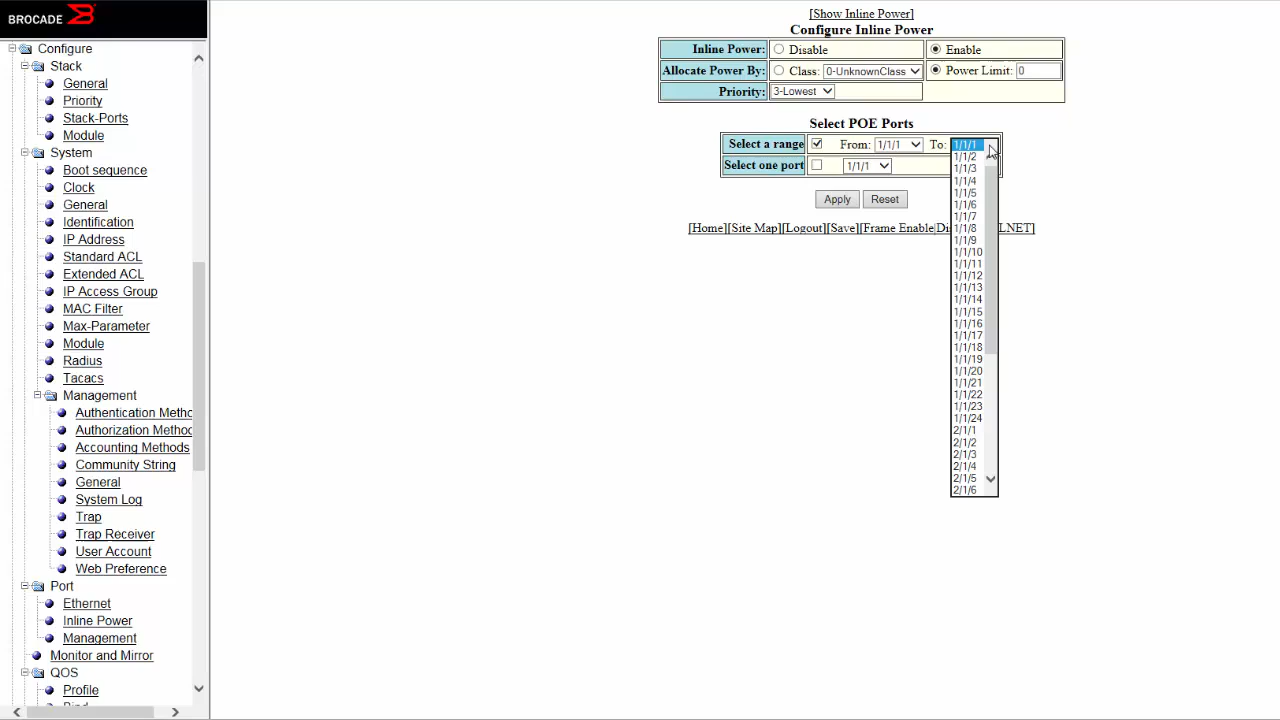 BROCADE
Configure
Stack
General
Priority
Stack-Ports
Module
System
Boot sequence
Clock
General
Identification
IP Address
Standard ACL
Extended ACL
IP Access Group
MAC Filter
Max-Parameter
Module
Radius
Tacacs
Management
Authentication Metho
Authorization Method
Accounting Methods
Community String
General
System Log
Trap
Trap Receiver
User Account
Web Preference
Port
Ethernet
Inline Power
Management
Monitor and Mirror
QOS
Profile
[Show Inline Power]
Configure Inline Power
Inline Power: Disable Enable
Allocate Power By: Class: 0-UnknownClass Power Limit: 0
Priority: 3-Lowest
Select POE Ports
Select a range From: 1/1/1 To: 1/1/1
Select one port 1/1/1
Apply Reset
[Home][Site Map][Logout][Save][Frame Enable|Di LNET]
1/1/2
1/1/3
1/1/4
1/1/5
1/1/6
1/1/7
1/1/8
1/1/9
1/1/10
1/1/11
1/1/12
1/1/13
1/1/14
1/1/15
1/1/16
1/1/17
1/1/18
1/1/19
1/1/20
1/1/21
1/1/22
1/1/23
1/1/24
2/1/1
2/1/2
2/1/3
2/1/4
2/1/5
2/1/6